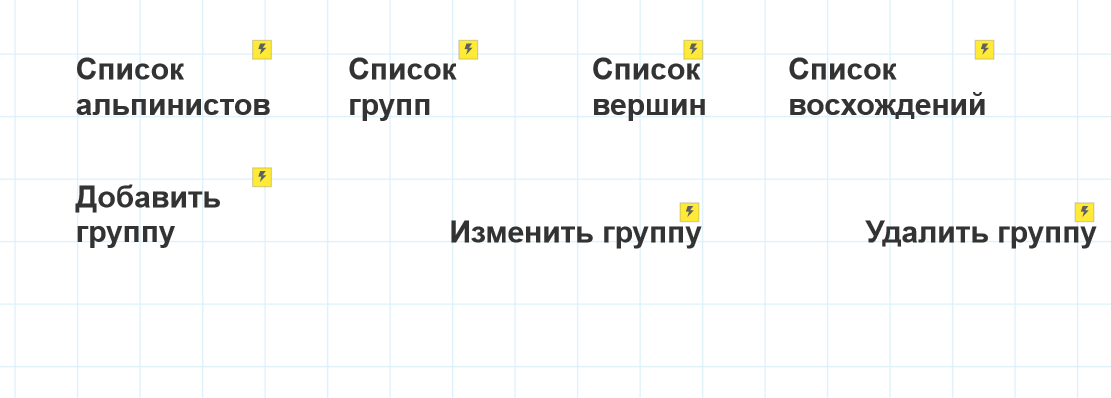 Список
альпинистов
Список
групп
Список
вершин
Список
восхождений
Добавить
группу
Изменить группу
Удалить группу